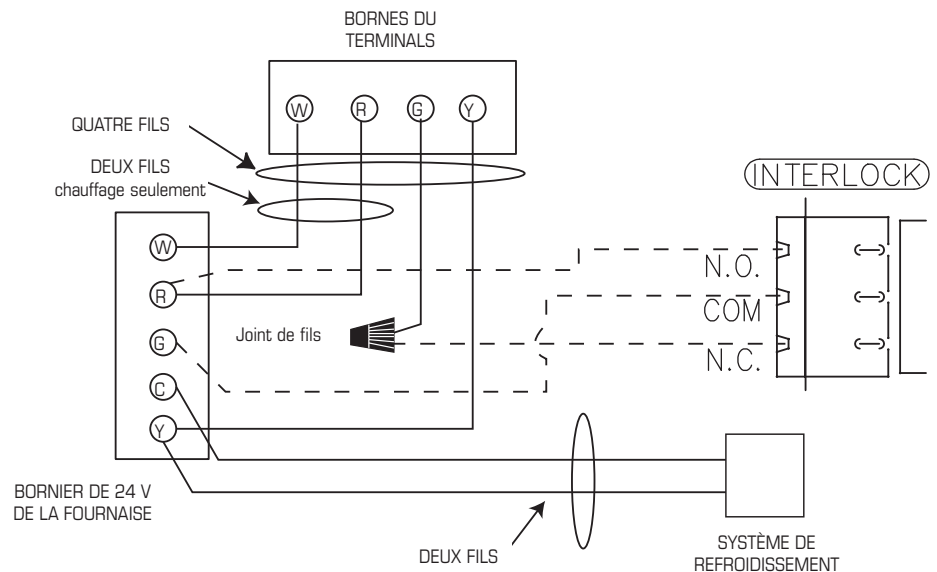 BORNES DU
TERMINALS
W R G Y
QUATRE FILS
DEUX FILS
chauffage seulement
INTERLOCK
W
R
G
C
Y
Joint de fils
N.O.
COM
N.C.
BORNIER DE 24 V
DE LA FOURNAISE
DEUX FILS
SYSTÈME DE
REFROIDISSEMENT